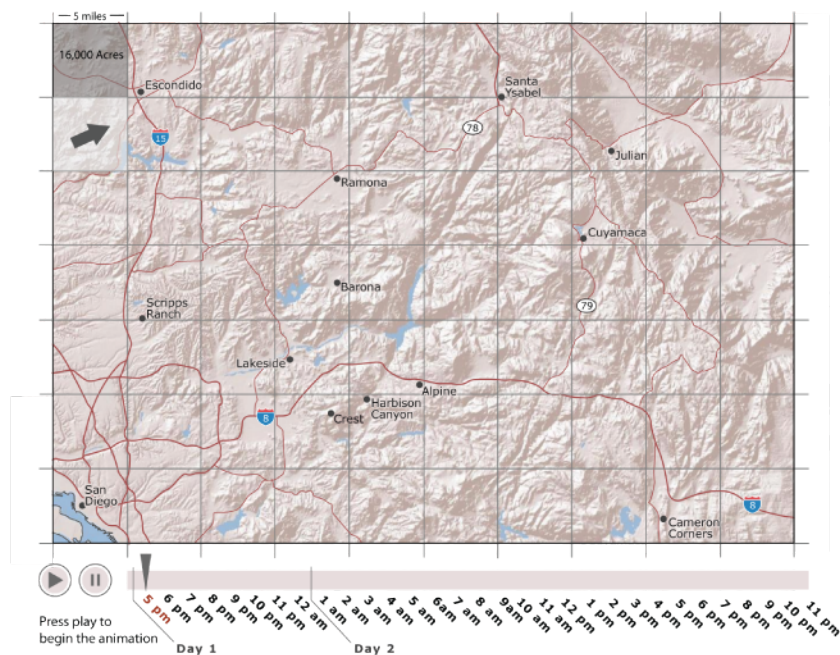 5 miles
16,000 Acres
Escondido
Santa
Ysabel
15
78
Julian
Ramona
Cuyamaca
Barona
79
Scripps
Ranch
Lakeside
Alpine
Harbison
Canyon
Crest
8
San
Diego
8
Cameron
Corners
5 pm
6 pm
7 pm
8 pm
9 pm
10 pm
11 pm
12 am
1 am
2 am
3 am
4 am
5 am
6am
7 am
8 am
9am
10 am
11 am
12 pm
1 pm
2 pm
3 pm
4 pm
5 pm
6 pm
7 pm
8 pm
9 pm
10 pm
11 pm
Press play to
begin the animation
Day 1
Day 2